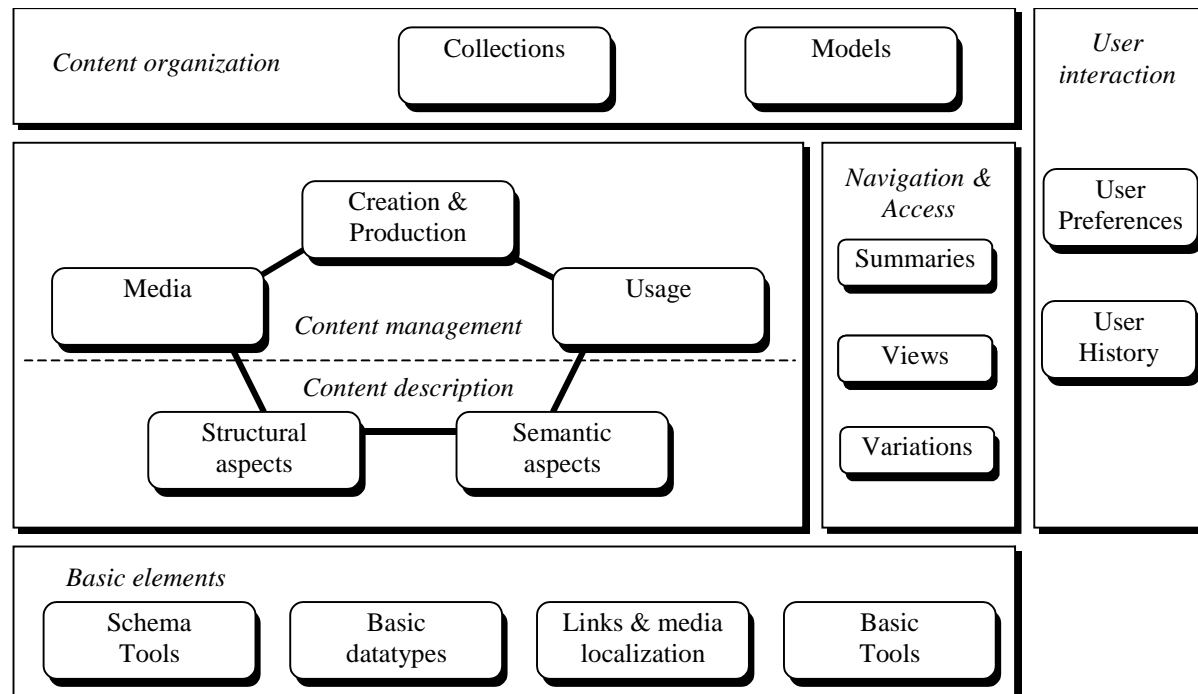 Content organization
Collections
Models
User
interaction
Creation &
Production
Media
Usage
Content management
Content description
Structural
aspects
Semantic
aspects
Navigation &
Access
Summaries
Views
Variations
User
Preferences
User
History
Basic elements
Schema
Tools
Basic
datatypes
Links & media
localization
Basic
Tools